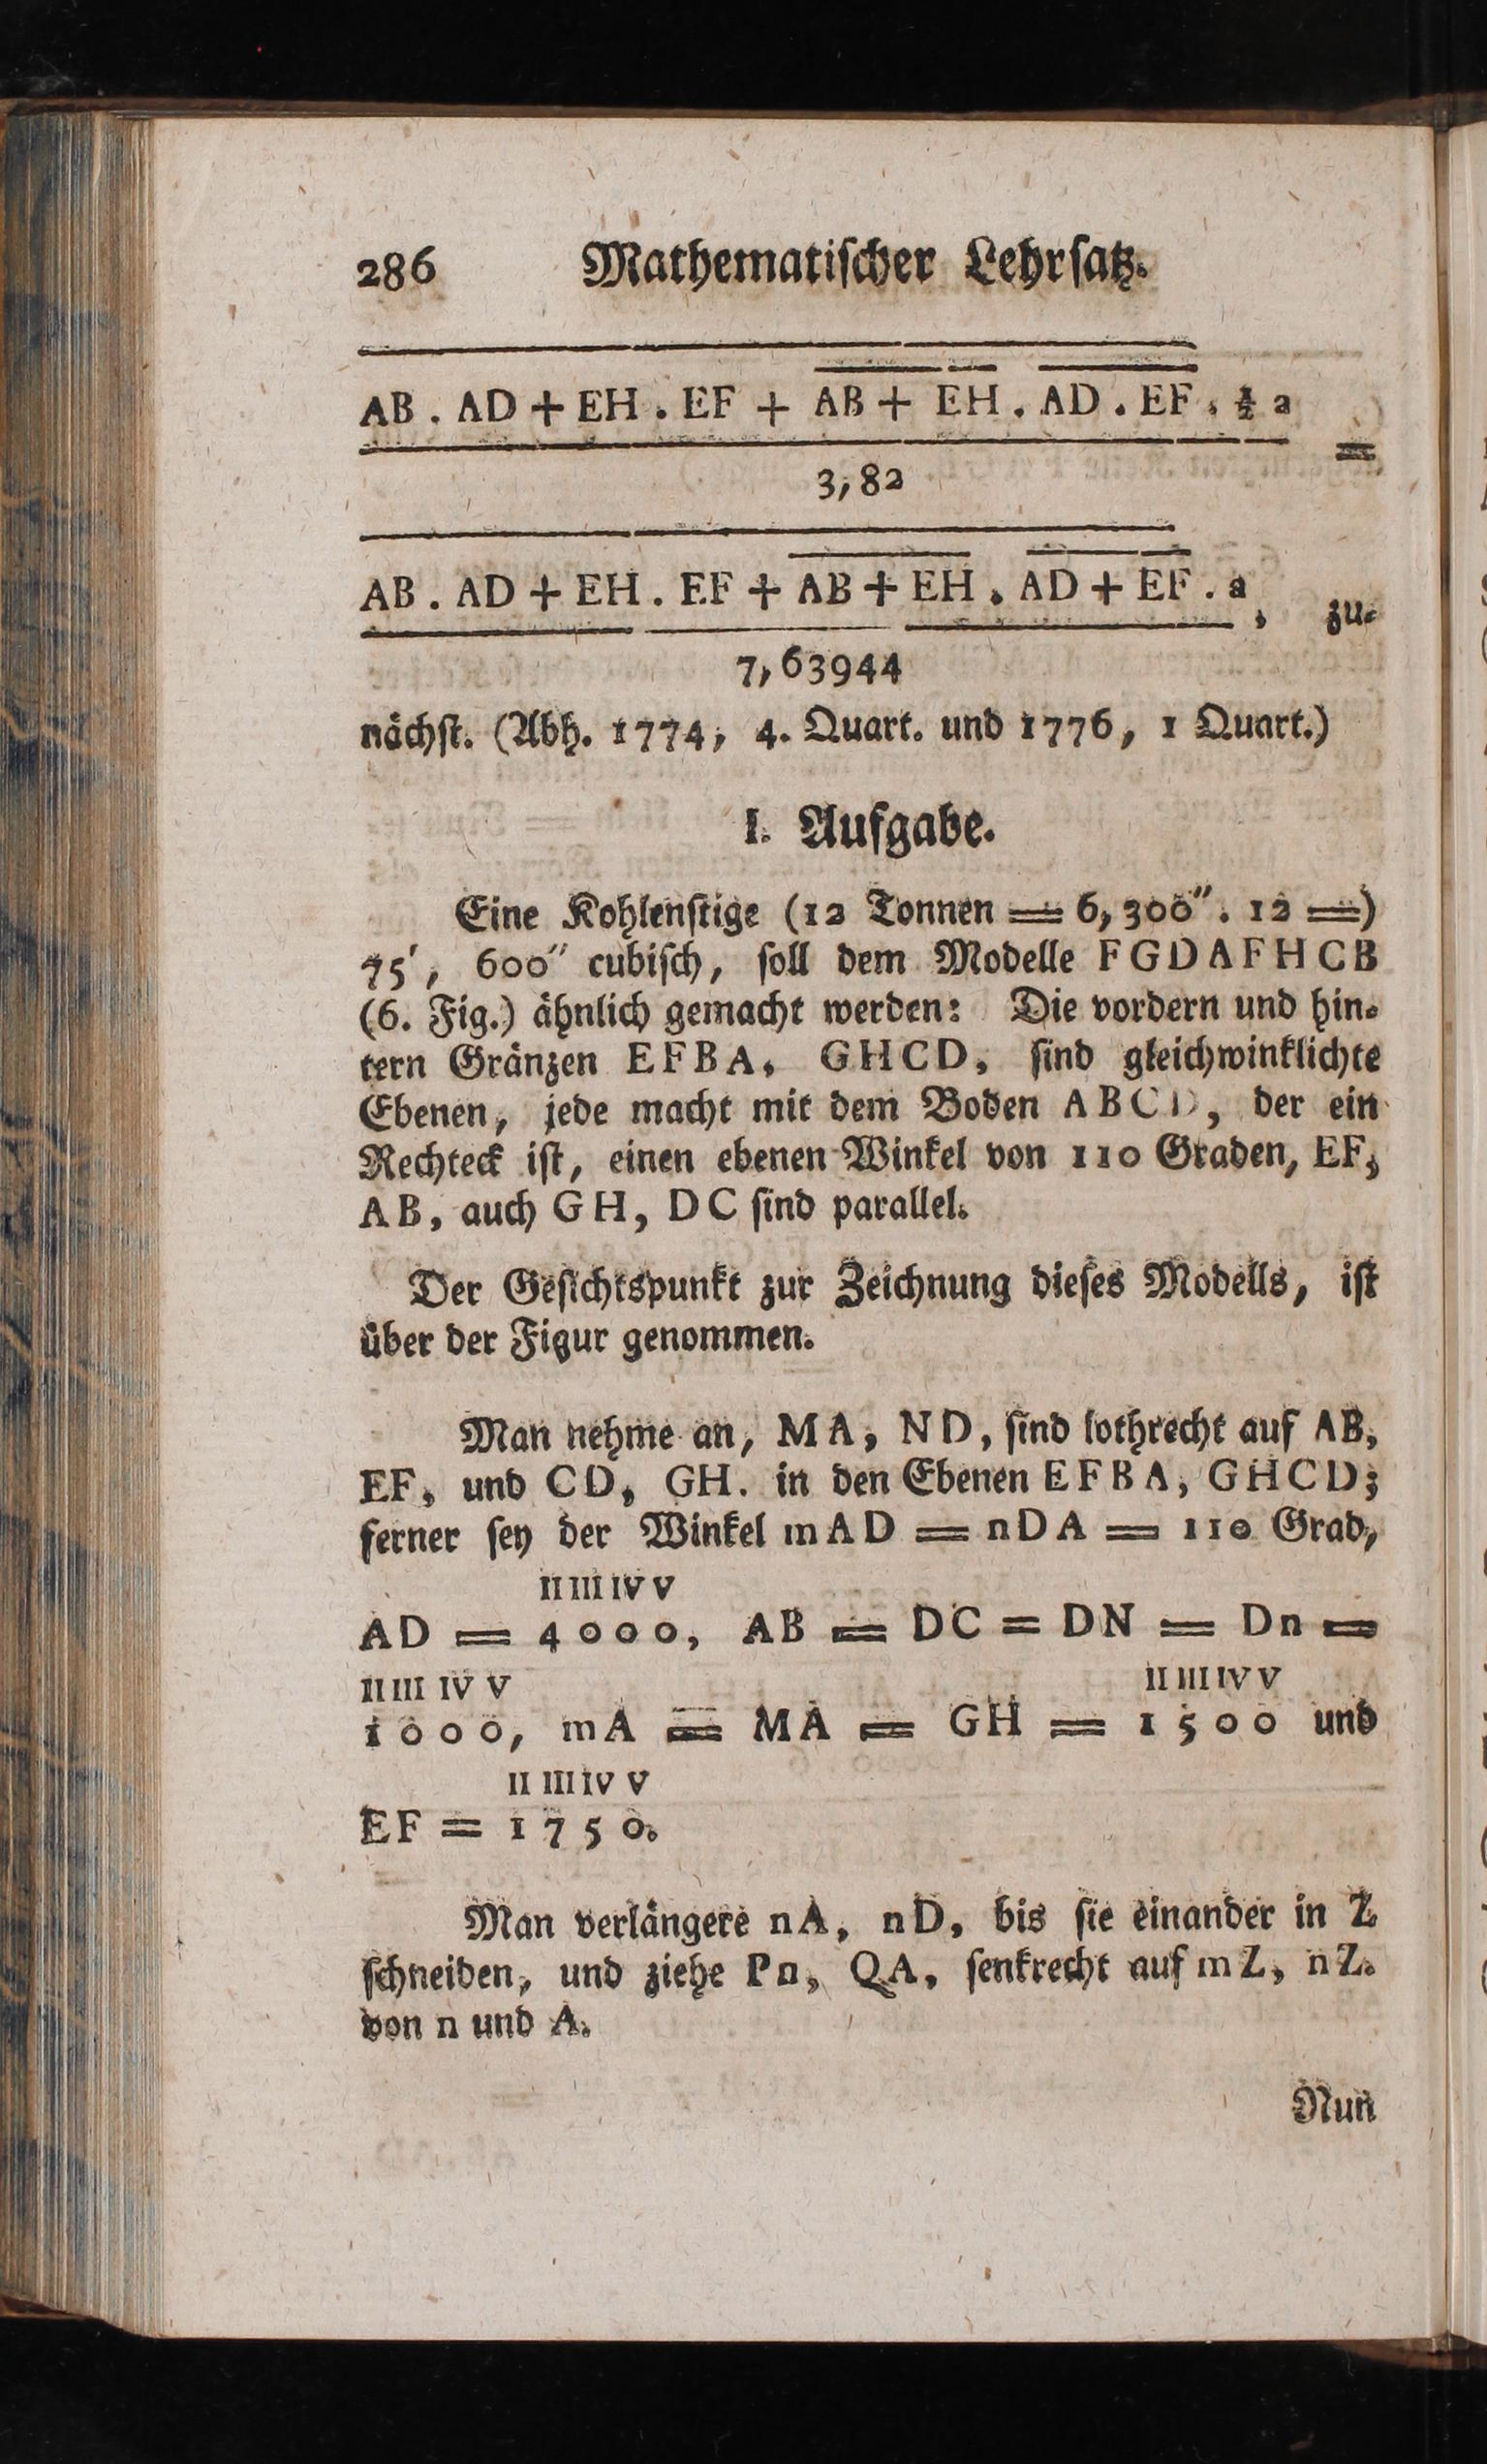 286 Mathematiſcher Lehrſatz.
AB . AD + EH . EF + AB + EH . AD . EF . ½ a
=
3,82
AB . AD + EH . EF + AB + EH . AD + EF . a
, zu-
7,63944
nächſt. (Abh. 1774, 4. Quart. und 1776, 1 Quart.)
I. Aufgabe.
Eine Kohlenſtige (12 Tonnen = 6,300″. 12 =)
75′, 600″ cubiſch, ſoll dem Modelle FGDAFHCB
(6. Fig.) ähnlich gemacht werden: Die vordern und hin-
tern Gränzen EFBA, GHCD, ſind gleichwinklichte
Ebenen, jede macht mit dem Boden ABCD, der ein
Rechteck iſt, einen ebenen Winkel von 110 Graden, EF,
AB, auch GH, DC ſind parallel.
Der Geſichtspunkt zur Zeichnung dieſes Modells, iſt
über der Figur genommen.
Man nehme an, MA, ND, ſind lothrecht auf AB,
EF, und CD, GH. in den Ebenen EFBA, GHCD;
ferner ſey der Winkel mAD = nDA = 110 Grad,
II III IV V
AD = 4000, AB = DC = DN = Dn =
II III IV V II III IV V
1000, mA = MA = GH = 1500 und
II III IV V
EF = 1750.
Man verlängere nA, nD, bis ſie einander in Z
ſchneiden, und ziehe Pn, QA, ſenkrecht auf mZ, nZ.
von n und A.
Nun